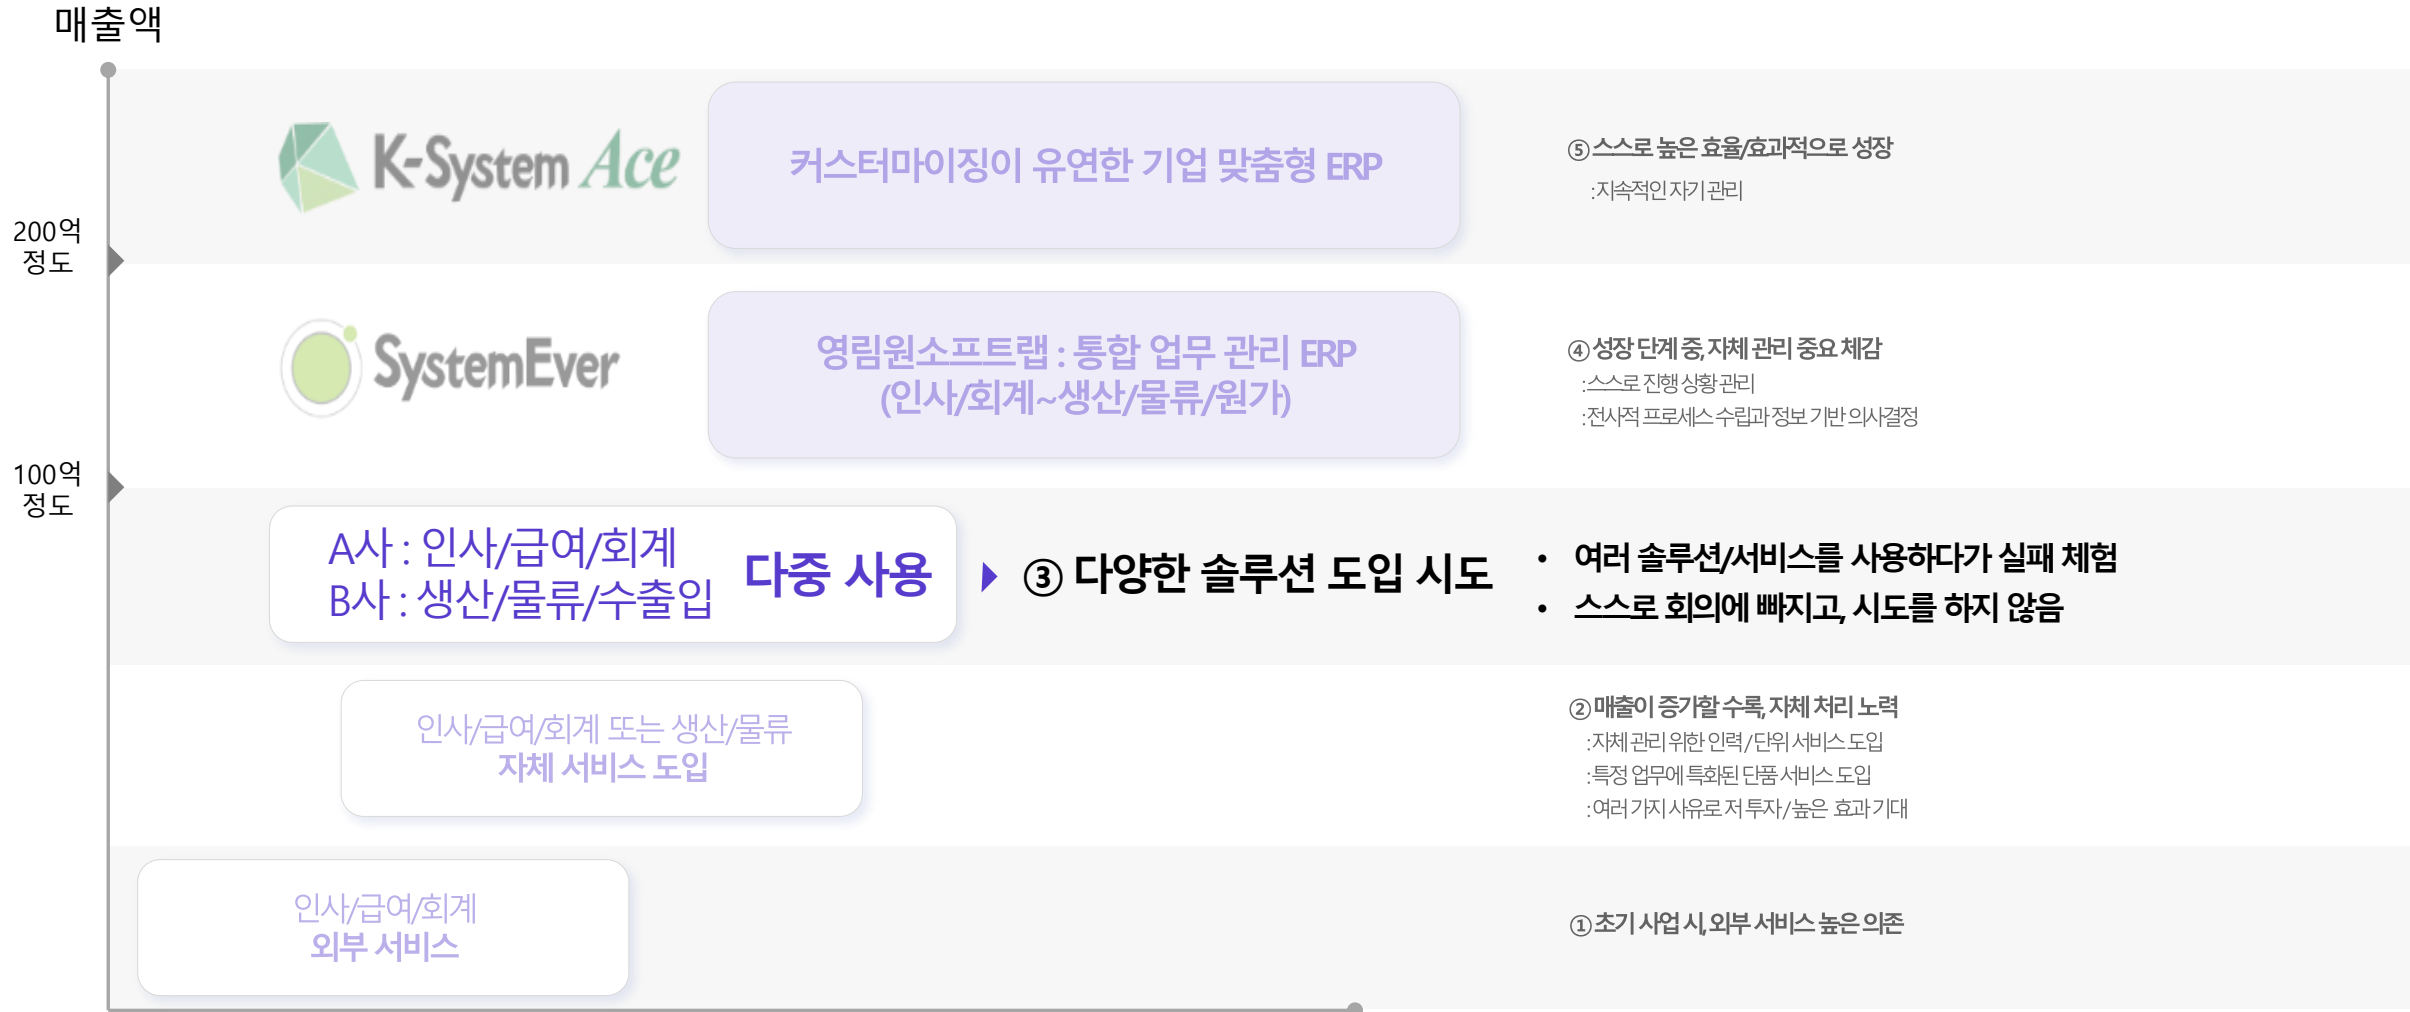 매출액
K-System Ace
커스터마이징이 유연한 기업 맞춤형 ERP
⑤ 스스로 높은 효율/효과적으로 성장
: 지속적인 자기 관리
200억
정도
SystemEver
영림원소프트랩 : 통합 업무 관리 ERP
(인사/회계~생산/물류/원가)
④ 성장 단계 중, 자체 관리 중요 체감
: 스스로 진행 상황 관리
: 전사적 프로세스 수립과 정보 기반 의사결정
100억
정도
A사 : 인사/급여/회계
B사 : 생산/물류/수출입
다중 사용
③ 다양한 솔루션 도입 시도
• 여러 솔루션/서비스를 사용하다가 실패 체험
• 스스로 회의에 빠지고, 시도를 하지 않음
인사/급여/회계 또는 생산/물류
자체 서비스 도입
② 매출이 증가할 수록, 자체 처리 노력
: 자체 관리 위한 인력 / 단위 서비스 도입
: 특정 업무에 특화된 단품 서비스 도입
: 여러 가지 사유로 저 투자 / 높은 효과 기대
인사/급여/회계
외부 서비스
① 초기 사업 시, 외부 서비스 높은 의존